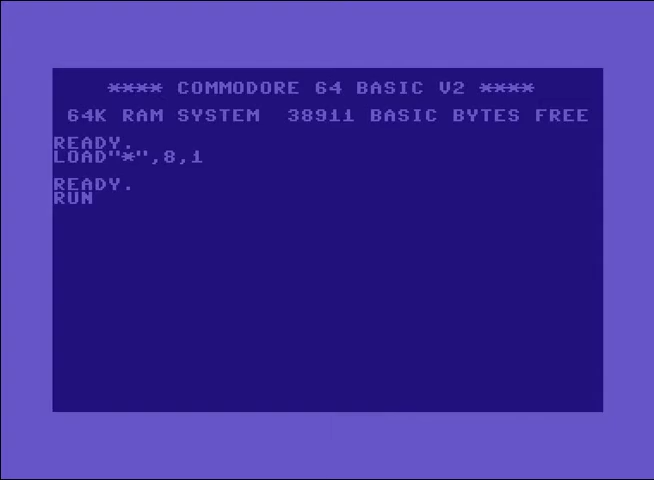 **** COMMODORE 64 BASIC V2 ****
64K RAM SYSTEM  38911 BASIC BYTES FREE
READY.
LOAD"*",8,1
READY.
RUN